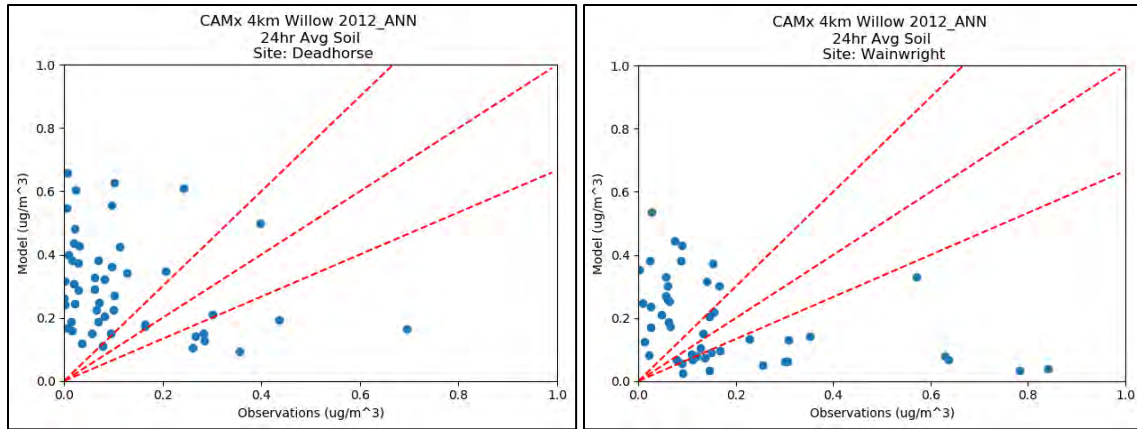 CAMx 4km Willow 2012_ANN
24hr Avg Soil
Site: Deadhorse
1.0
0.8
0.6
0.4
0.2
0.0
Model (ug/m^3)
0.0 0.2 0.4 0.6 0.8 1.0
Observations (ug/m^3)
CAMx 4km Willow 2012_ANN
24hr Avg Soil
Site: Wainwright
1.0
0.8
0.6
0.4
0.2
0.0
Model (ug/m^3)
0.0 0.2 0.4 0.6 0.8 1.0
Observations (ug/m^3)